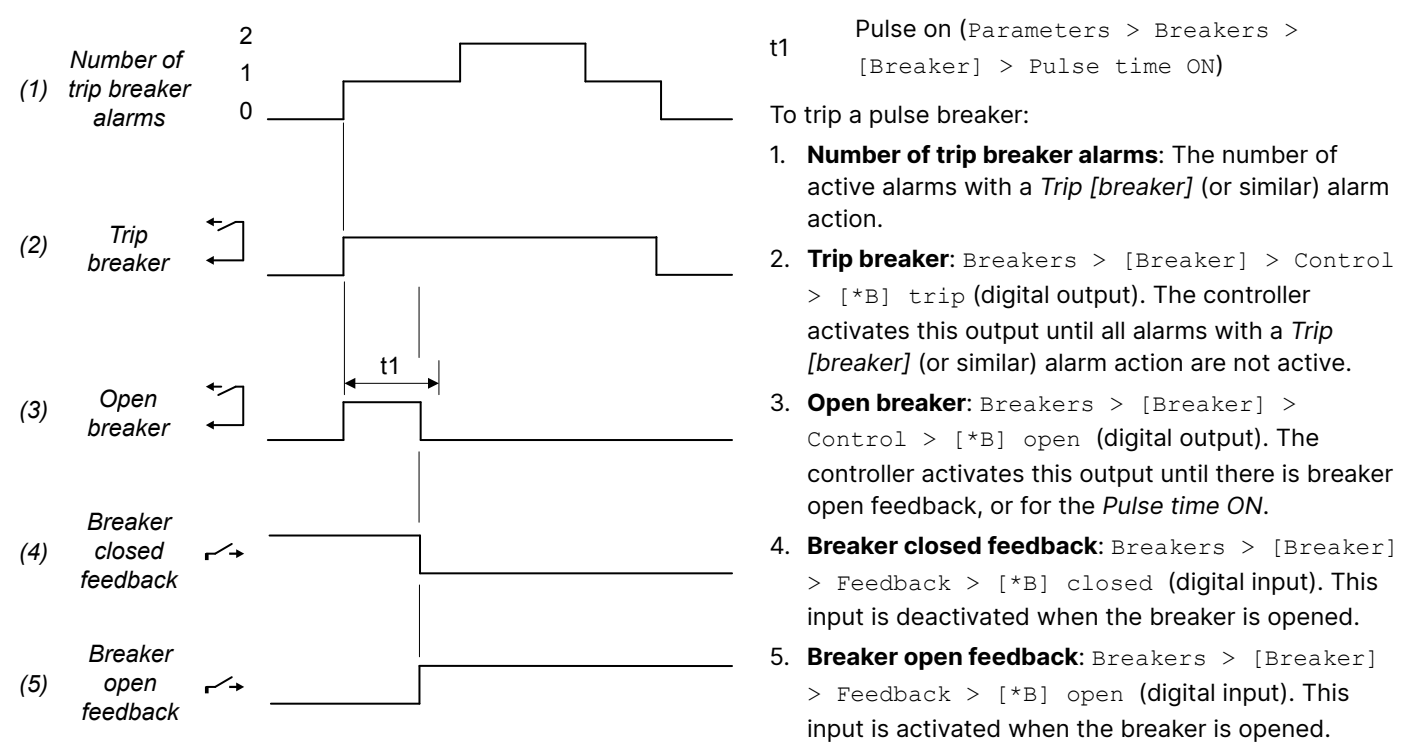 (1) Number of
trip breaker
alarms
2
1
0
(2) Trip
breaker
t1
(3) Open
breaker
(4) Breaker
closed
feedback
(5) Breaker
open
feedback
t1 Pulse on (Parameters > Breakers >
[Breaker] > Pulse time ON)
To trip a pulse breaker:
1. Number of trip breaker alarms: The number of
active alarms with a Trip [breaker] (or similar) alarm
action.
2. Trip breaker: Breakers > [Breaker] > Control
> [*B] trip (digital output). The controller
activates this output until all alarms with a Trip
[breaker] (or similar) alarm action are not active.
3. Open breaker: Breakers > [Breaker] >
Control > [*B] open (digital output). The
controller activates this output until there is breaker
open feedback, or for the Pulse time ON.
4. Breaker closed feedback: Breakers > [Breaker]
> Feedback > [*B] closed (digital input). This
input is deactivated when the breaker is opened.
5. Breaker open feedback: Breakers > [Breaker]
> Feedback > [*B] open (digital input). This
input is activated when the breaker is opened.